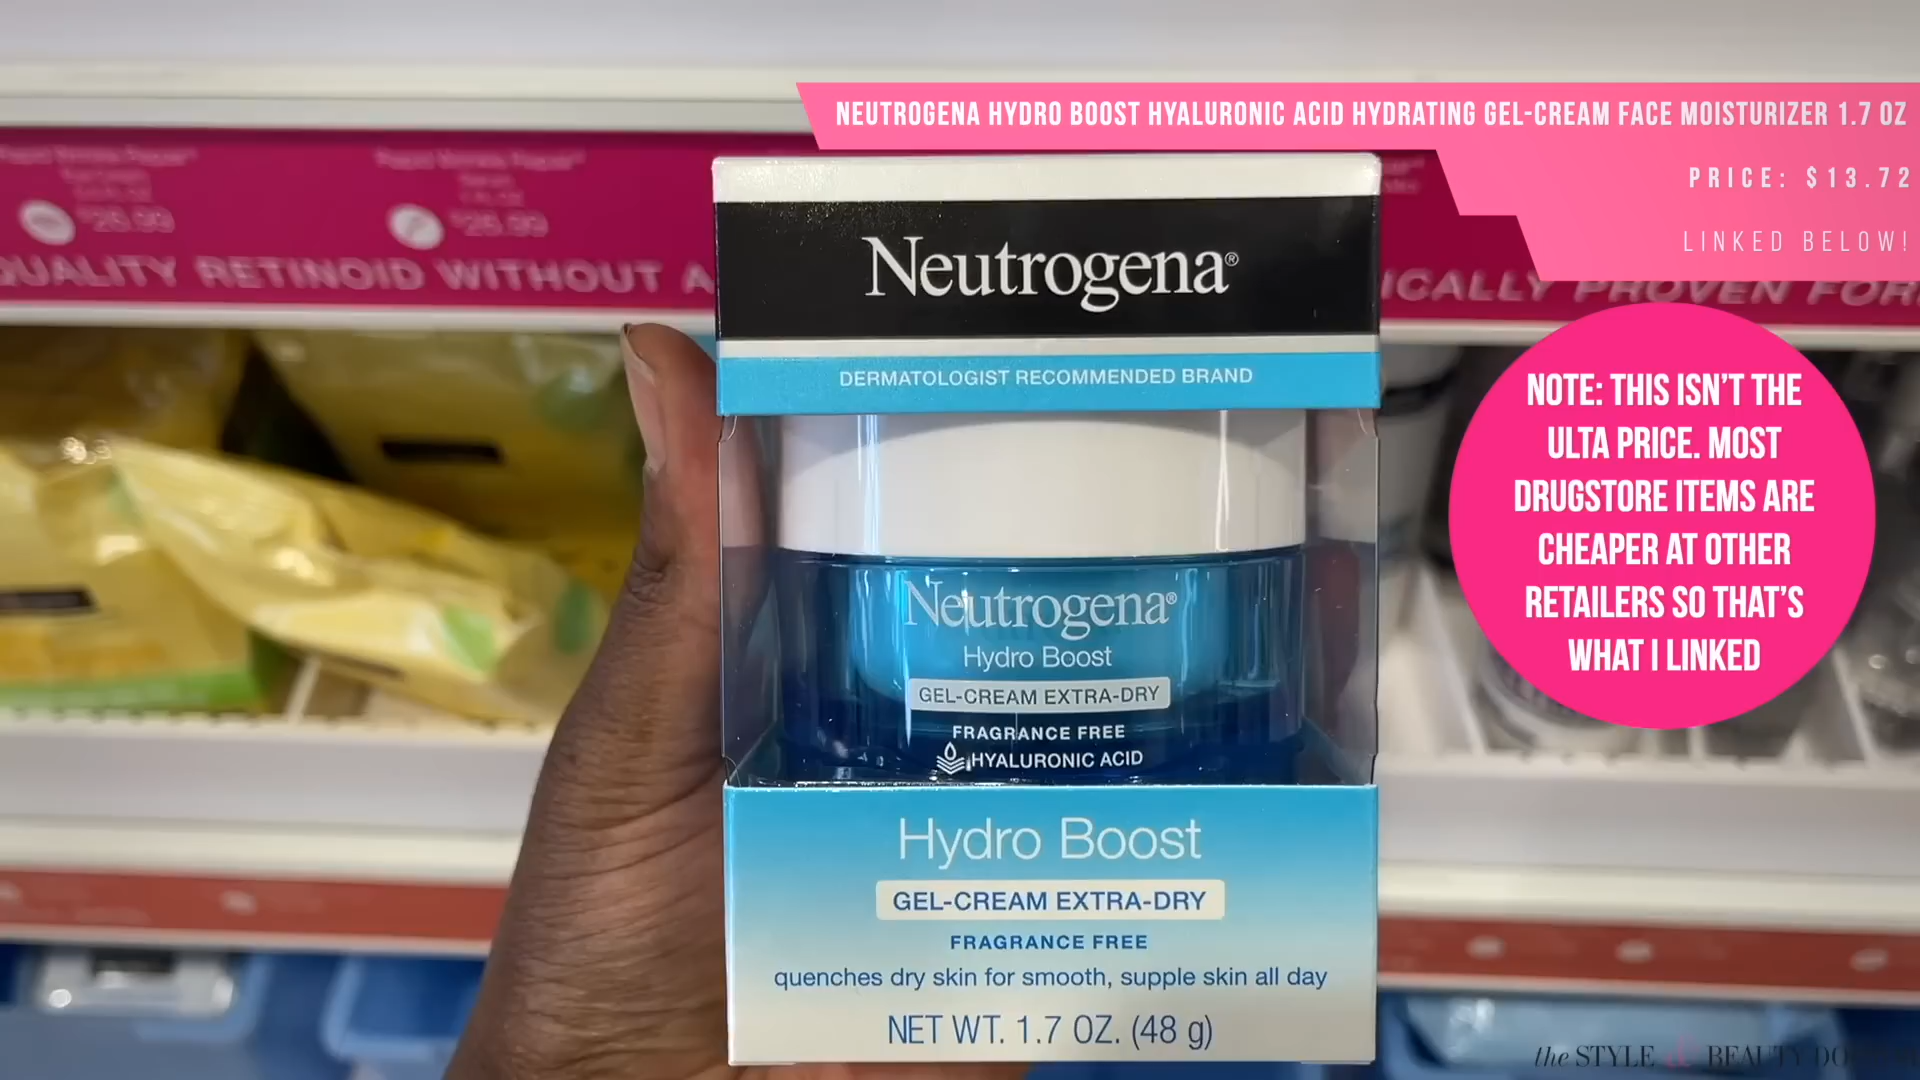 NEUTROGENA HYDRO BOOST HYALURONIC ACID HYDRATING GEL-CREAM FACE MOISTURIZER 1.7 OZ
PRICE: $13.72
LINKED BELOW!
QUALITY RETINOID WITHOUT A
ICALLY PROVEN FOR
Neutrogena®
DERMATOLOGIST RECOMMENDED BRAND
NOTE: THIS ISN'T THE
ULTA PRICE. MOST
DRUGSTORE ITEMS ARE
CHEAPER AT OTHER
RETAILERS SO THAT'S
WHAT I LINKED
Neutrogena®
Hydro Boost
GEL-CREAM EXTRA-DRY
FRAGRANCE FREE
HYALURONIC ACID
Hydro Boost
GEL-CREAM EXTRA-DRY
FRAGRANCE FREE
quenches dry skin for smooth, supple skin all day
NET WT. 1.7 OZ. (48 g)
the STYLE & BEAUTY